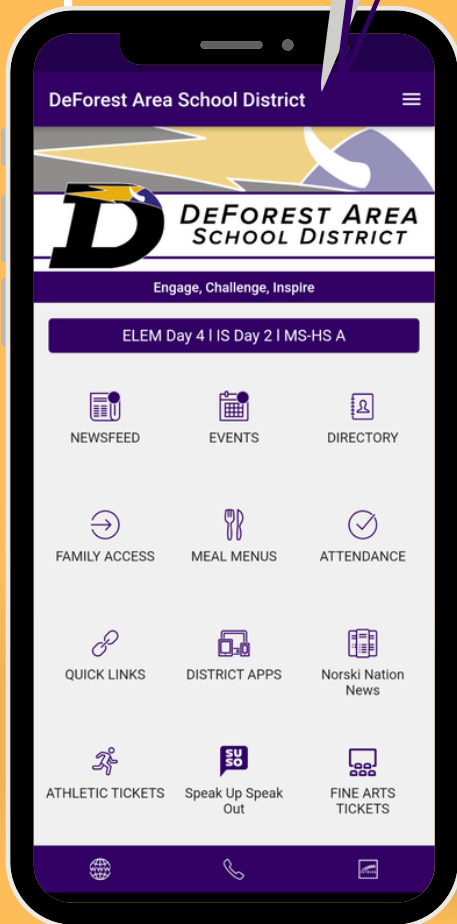 DeForest Area School District
DEFOREST AREA
SCHOOL DISTRICT
Engage, Challenge, Inspire
ELEM Day 4 l IS Day 2 l MS-HS A
NEWSFEED
EVENTS
DIRECTORY
FAMILY ACCESS
MEAL MENUS
ATTENDANCE
QUICK LINKS
DISTRICT APPS
Norski Nation
News
ATHLETIC TICKETS
SU
SO
Speak Up Speak
Out
FINE ARTS
TICKETS
www